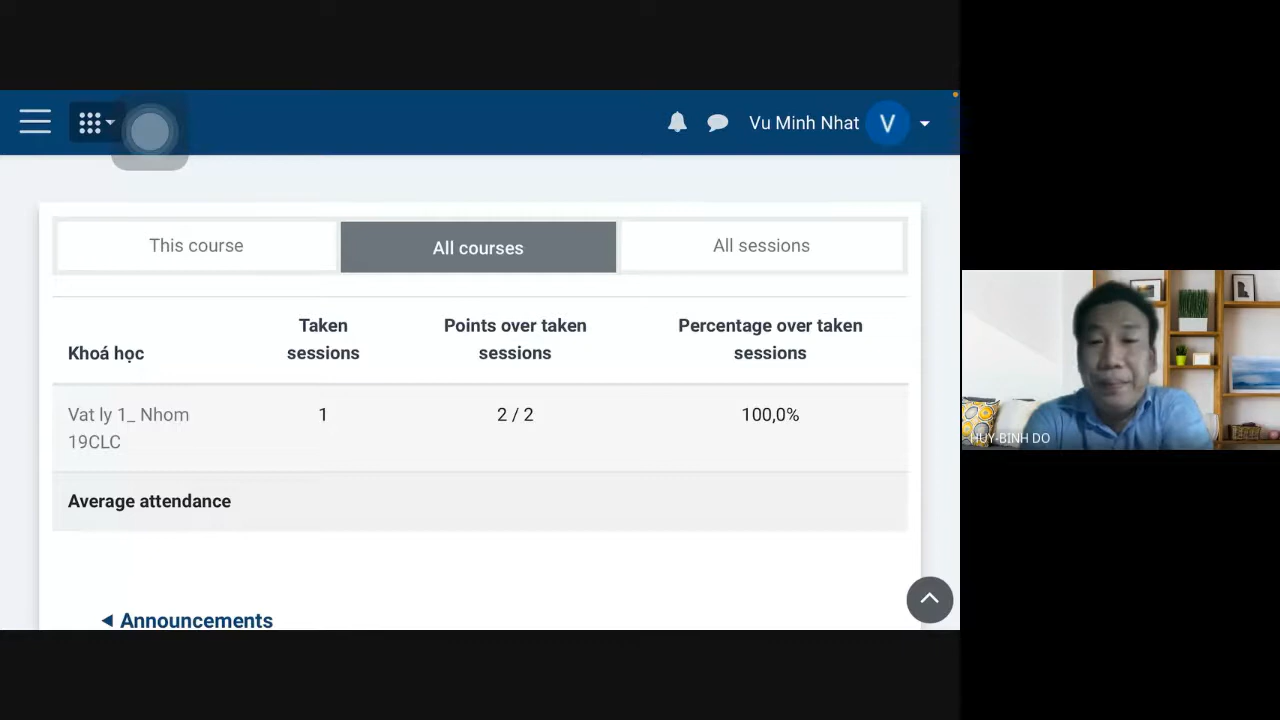 Vu Minh Nhat
V
This course
All courses
All sessions
Khoá học
Taken
sessions
Points over taken
sessions
Percentage over taken
sessions
Vat ly 1_ Nhom
19CLC
1
2 / 2
100,0%
Average attendance
Announcements
HUY-BINH DO